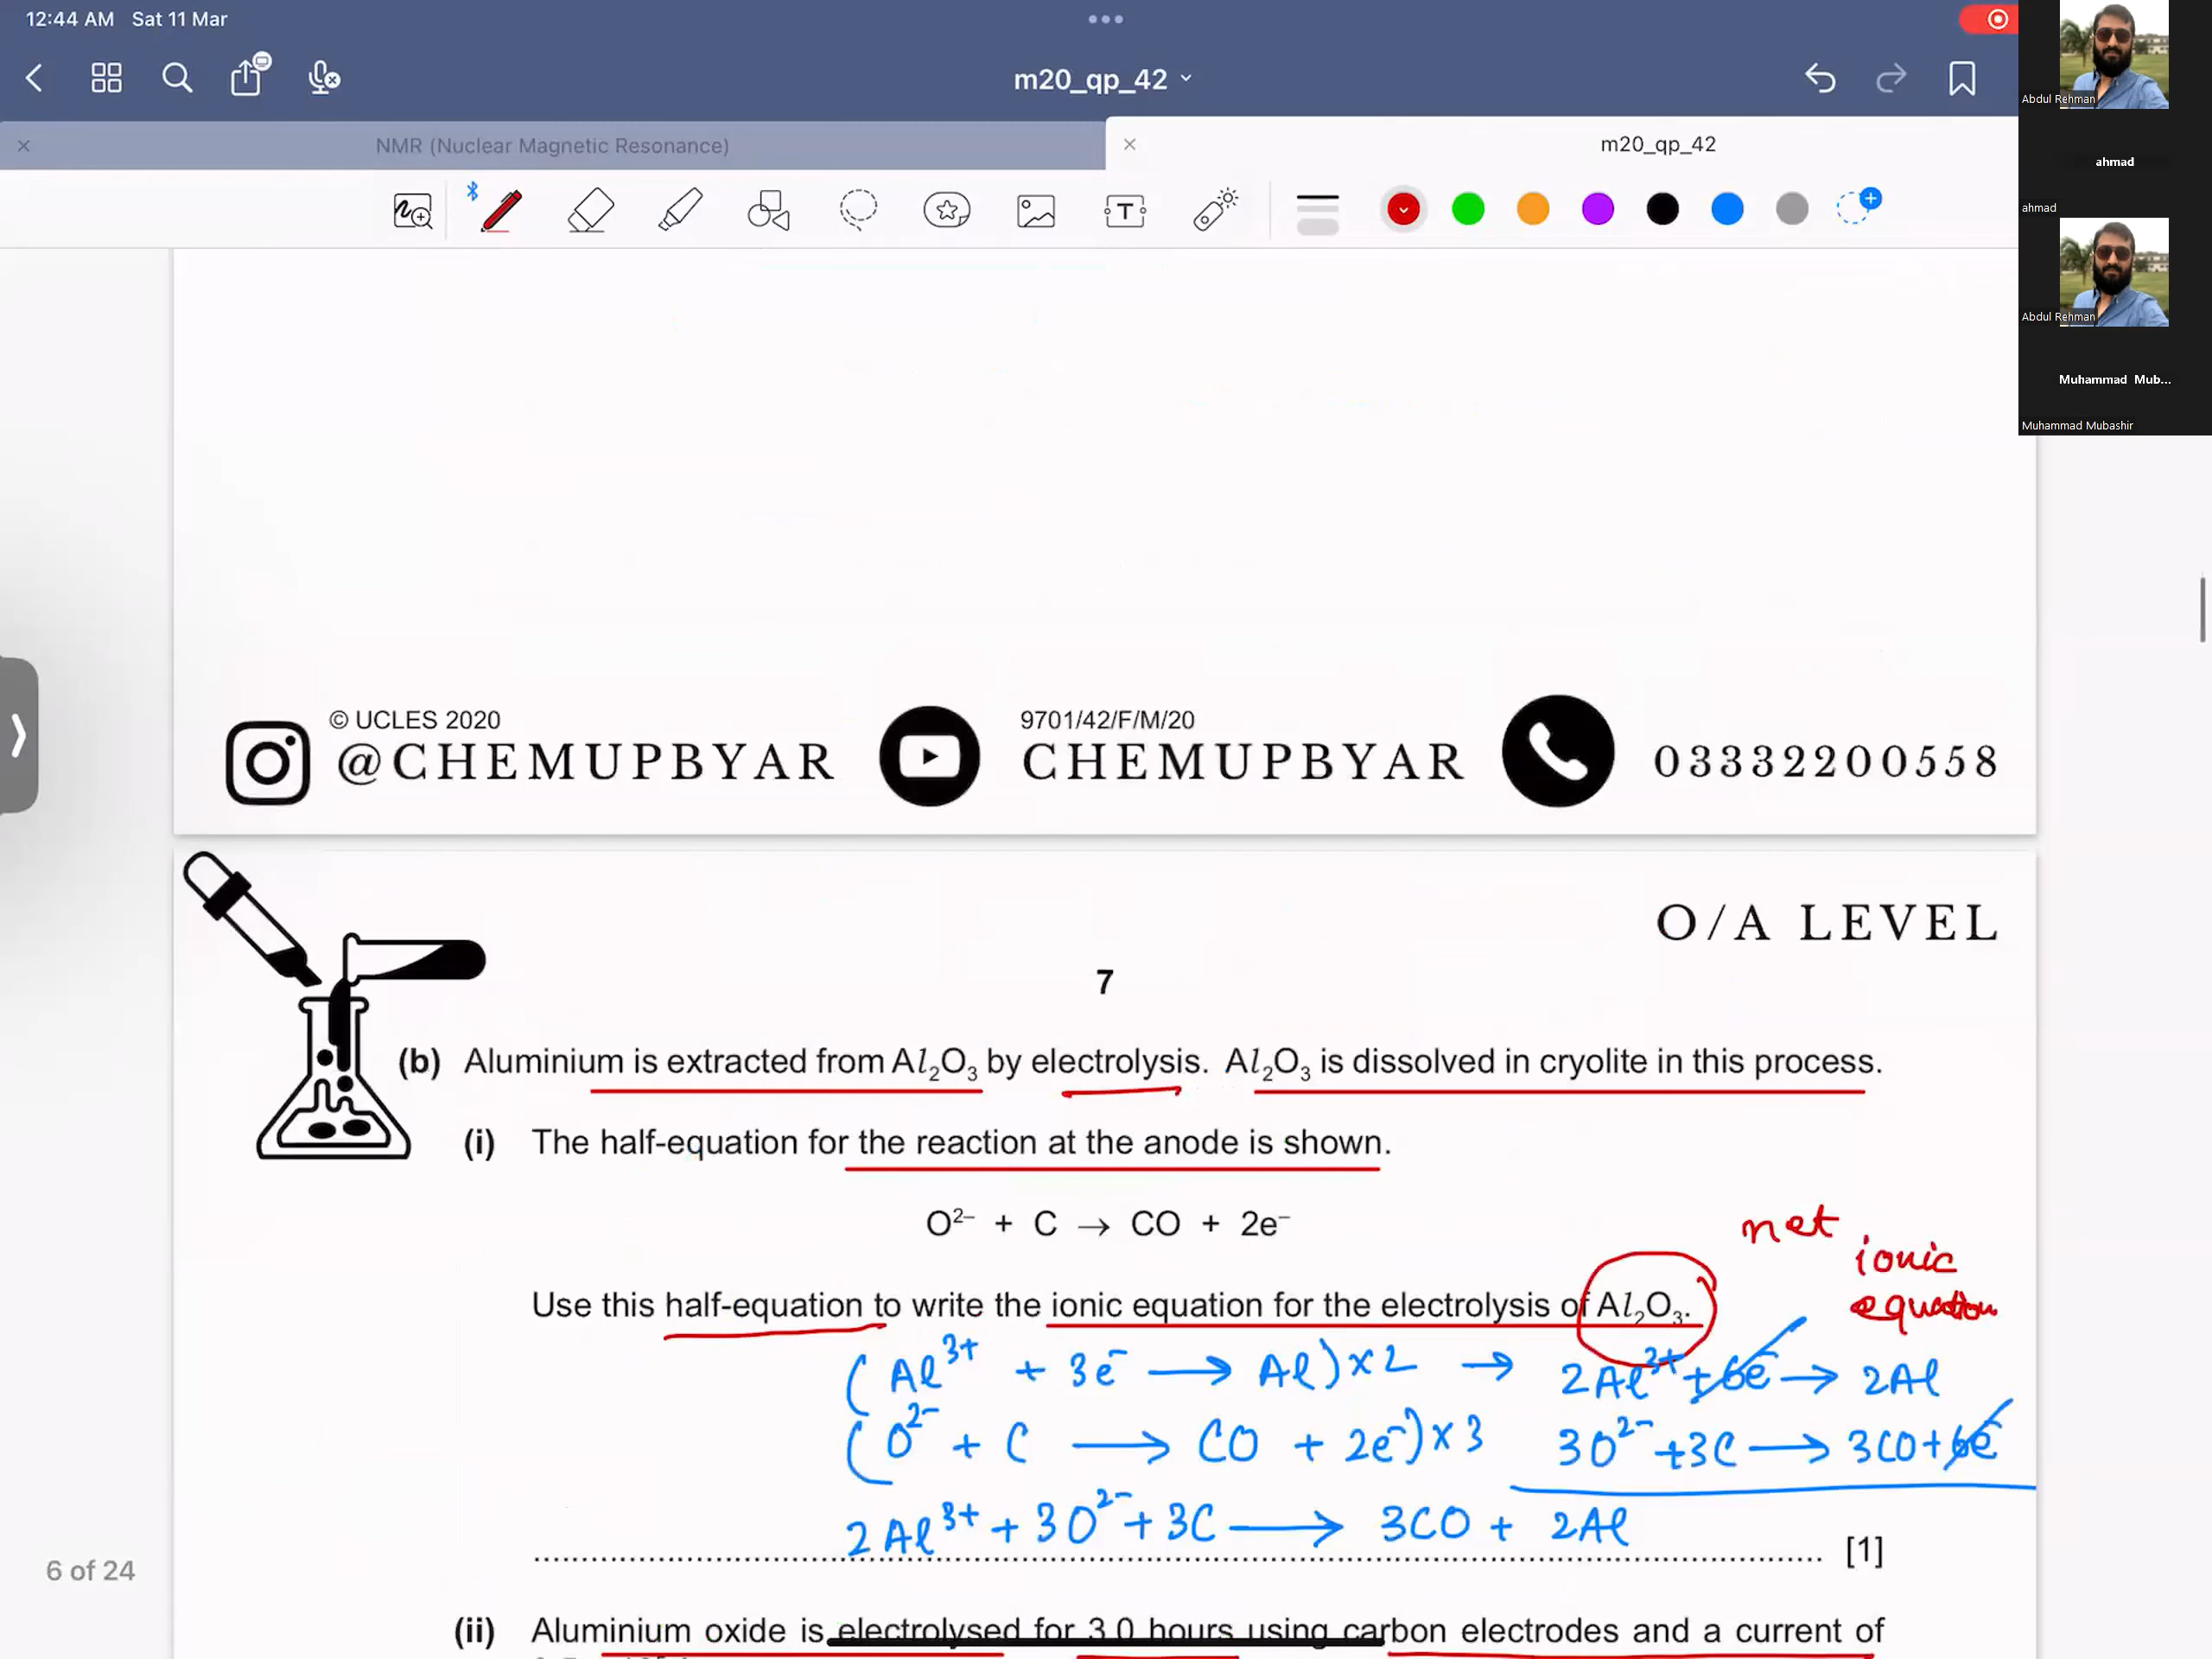 12:44 AM Sat 11 Mar
m20_qp_42
NMR (Nuclear Magnetic Resonance)
m20_qp_42
T
Abdul Rehman
ahmad
ahmad
Abdul Rehman
Muhammad Mub...
Muhammad Mubashir
© UCLES 2020
9701/42/F/M/20
@CHEMUPBYAR
CHEMUPBYAR
03332200558
O/A LEVEL
7
(b) Aluminium is extracted from Al₂O₃ by electrolysis. Al₂O₃ is dissolved in cryolite in this process.
(i) The half-equation for the reaction at the anode is shown.
O²⁻ + C → CO + 2e⁻
net
ionic
equation
Use this half-equation to write the ionic equation for the electrolysis of Al₂O₃.
(Al³⁺ + 3e⁻ → Al)×2 → 2Al³⁺+6e⁻ → 2Al
(O²⁻ + C → CO + 2e⁻)×3 3O²⁻+3C → 3CO+6e⁻
2Al³⁺ + 3O²⁻ + 3C → 3CO + 2Al
[1]
6 of 24
(ii) Aluminium oxide is electrolysed for 3.0 hours using carbon electrodes and a current of